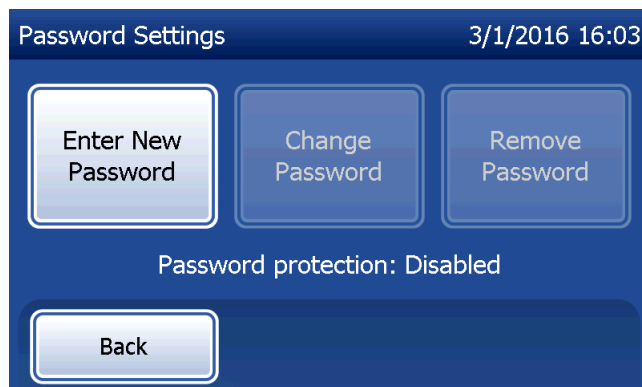 Password Settings 3/1/2016 16:03
Enter New
Password
Change
Password
Remove
Password
Password protection: Disabled
Back